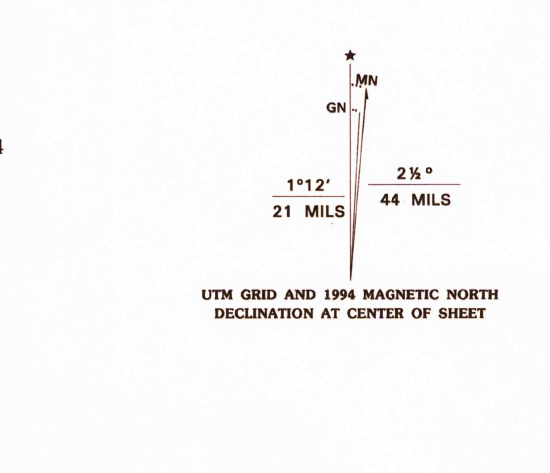 ★
MN
GN
1°12'
21 MILS
2½°
44 MILS
UTM GRID AND 1994 MAGNETIC NORTH
DECLINATION AT CENTER OF SHEET